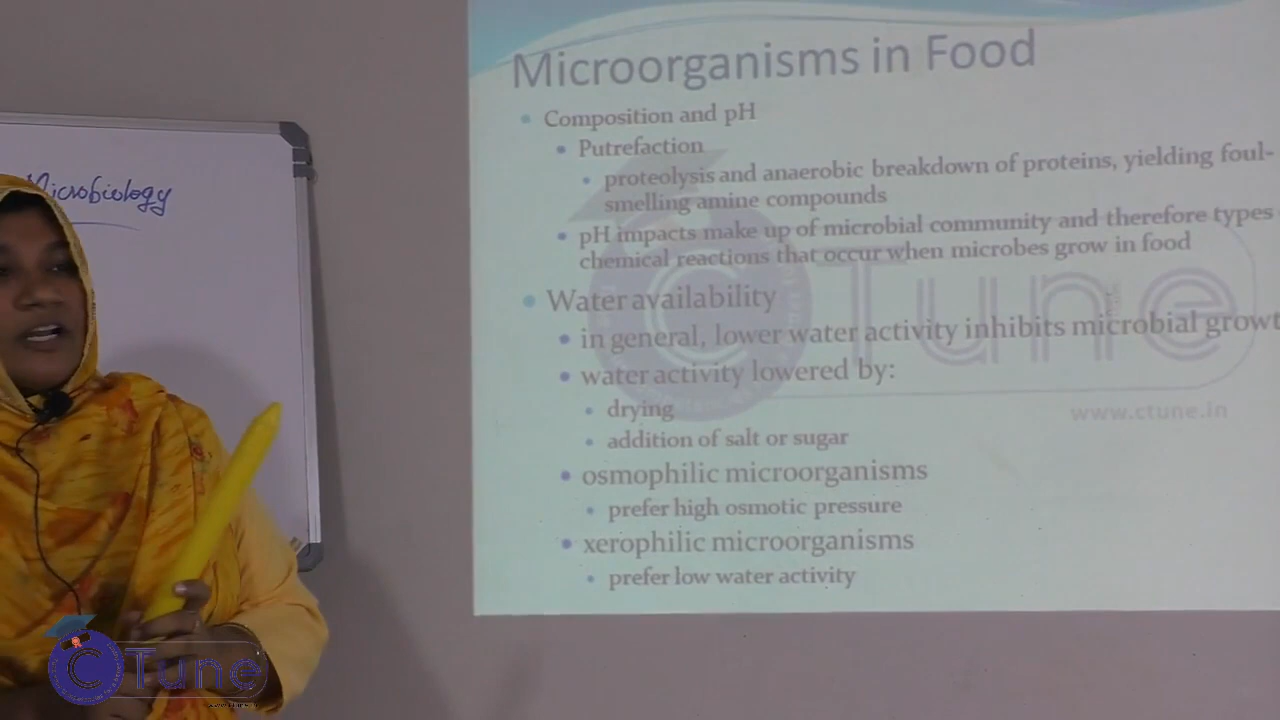 Microbiology
Microorganisms in Food
Composition and pH
Putrefaction
proteolysis and anaerobic breakdown of proteins, yielding foul-
smelling amine compounds
pH impacts make up of microbial community and therefore types
chemical reactions that occur when microbes grow in food
Water availability
in general, lower water activity inhibits microbial growt
water activity lowered by:
drying
addition of salt or sugar
osmophilic microorganisms
prefer high osmotic pressure
xerophilic microorganisms
prefer low water activity
CTune
www.ctune.in
CTune